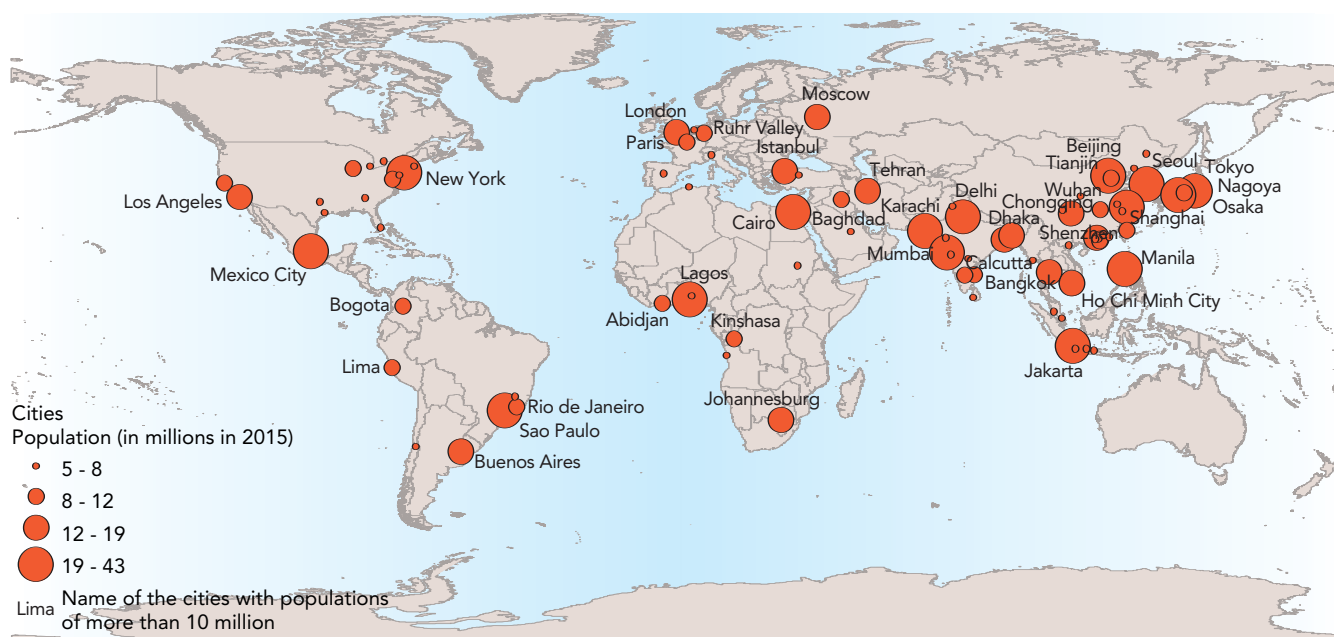 Moscow
London
Ruhr Valley
Paris
Istanbul
Beijing
Tianjin
Seoul
Tokyo
Nagoya
Osaka
New York
Los Angeles
Tehran
Delhi
Wuhan
Chongqing
Karachi
Cairo
Baghdad
Dhaka
Shanghai
Shenzhen
Mumbai
Calcutta
Manila
Mexico City
Lagos
Bangkok
Bogota
Ho Chi Minh City
Abidjan
Kinshasa
Lima
Jakarta
Johannesburg
Rio de Janeiro
Sao Paulo
Buenos Aires
Cities
Population (in millions in 2015)
5 - 8
8 - 12
12 - 19
19 - 43
Lima Name of the cities with populations
of more than 10 million